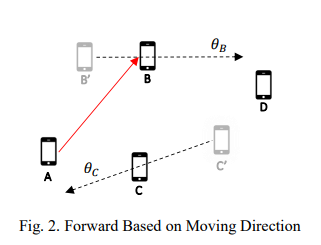 θB
B'
B
D
A
θC
C
C'
Fig. 2. Forward Based on Moving Direction